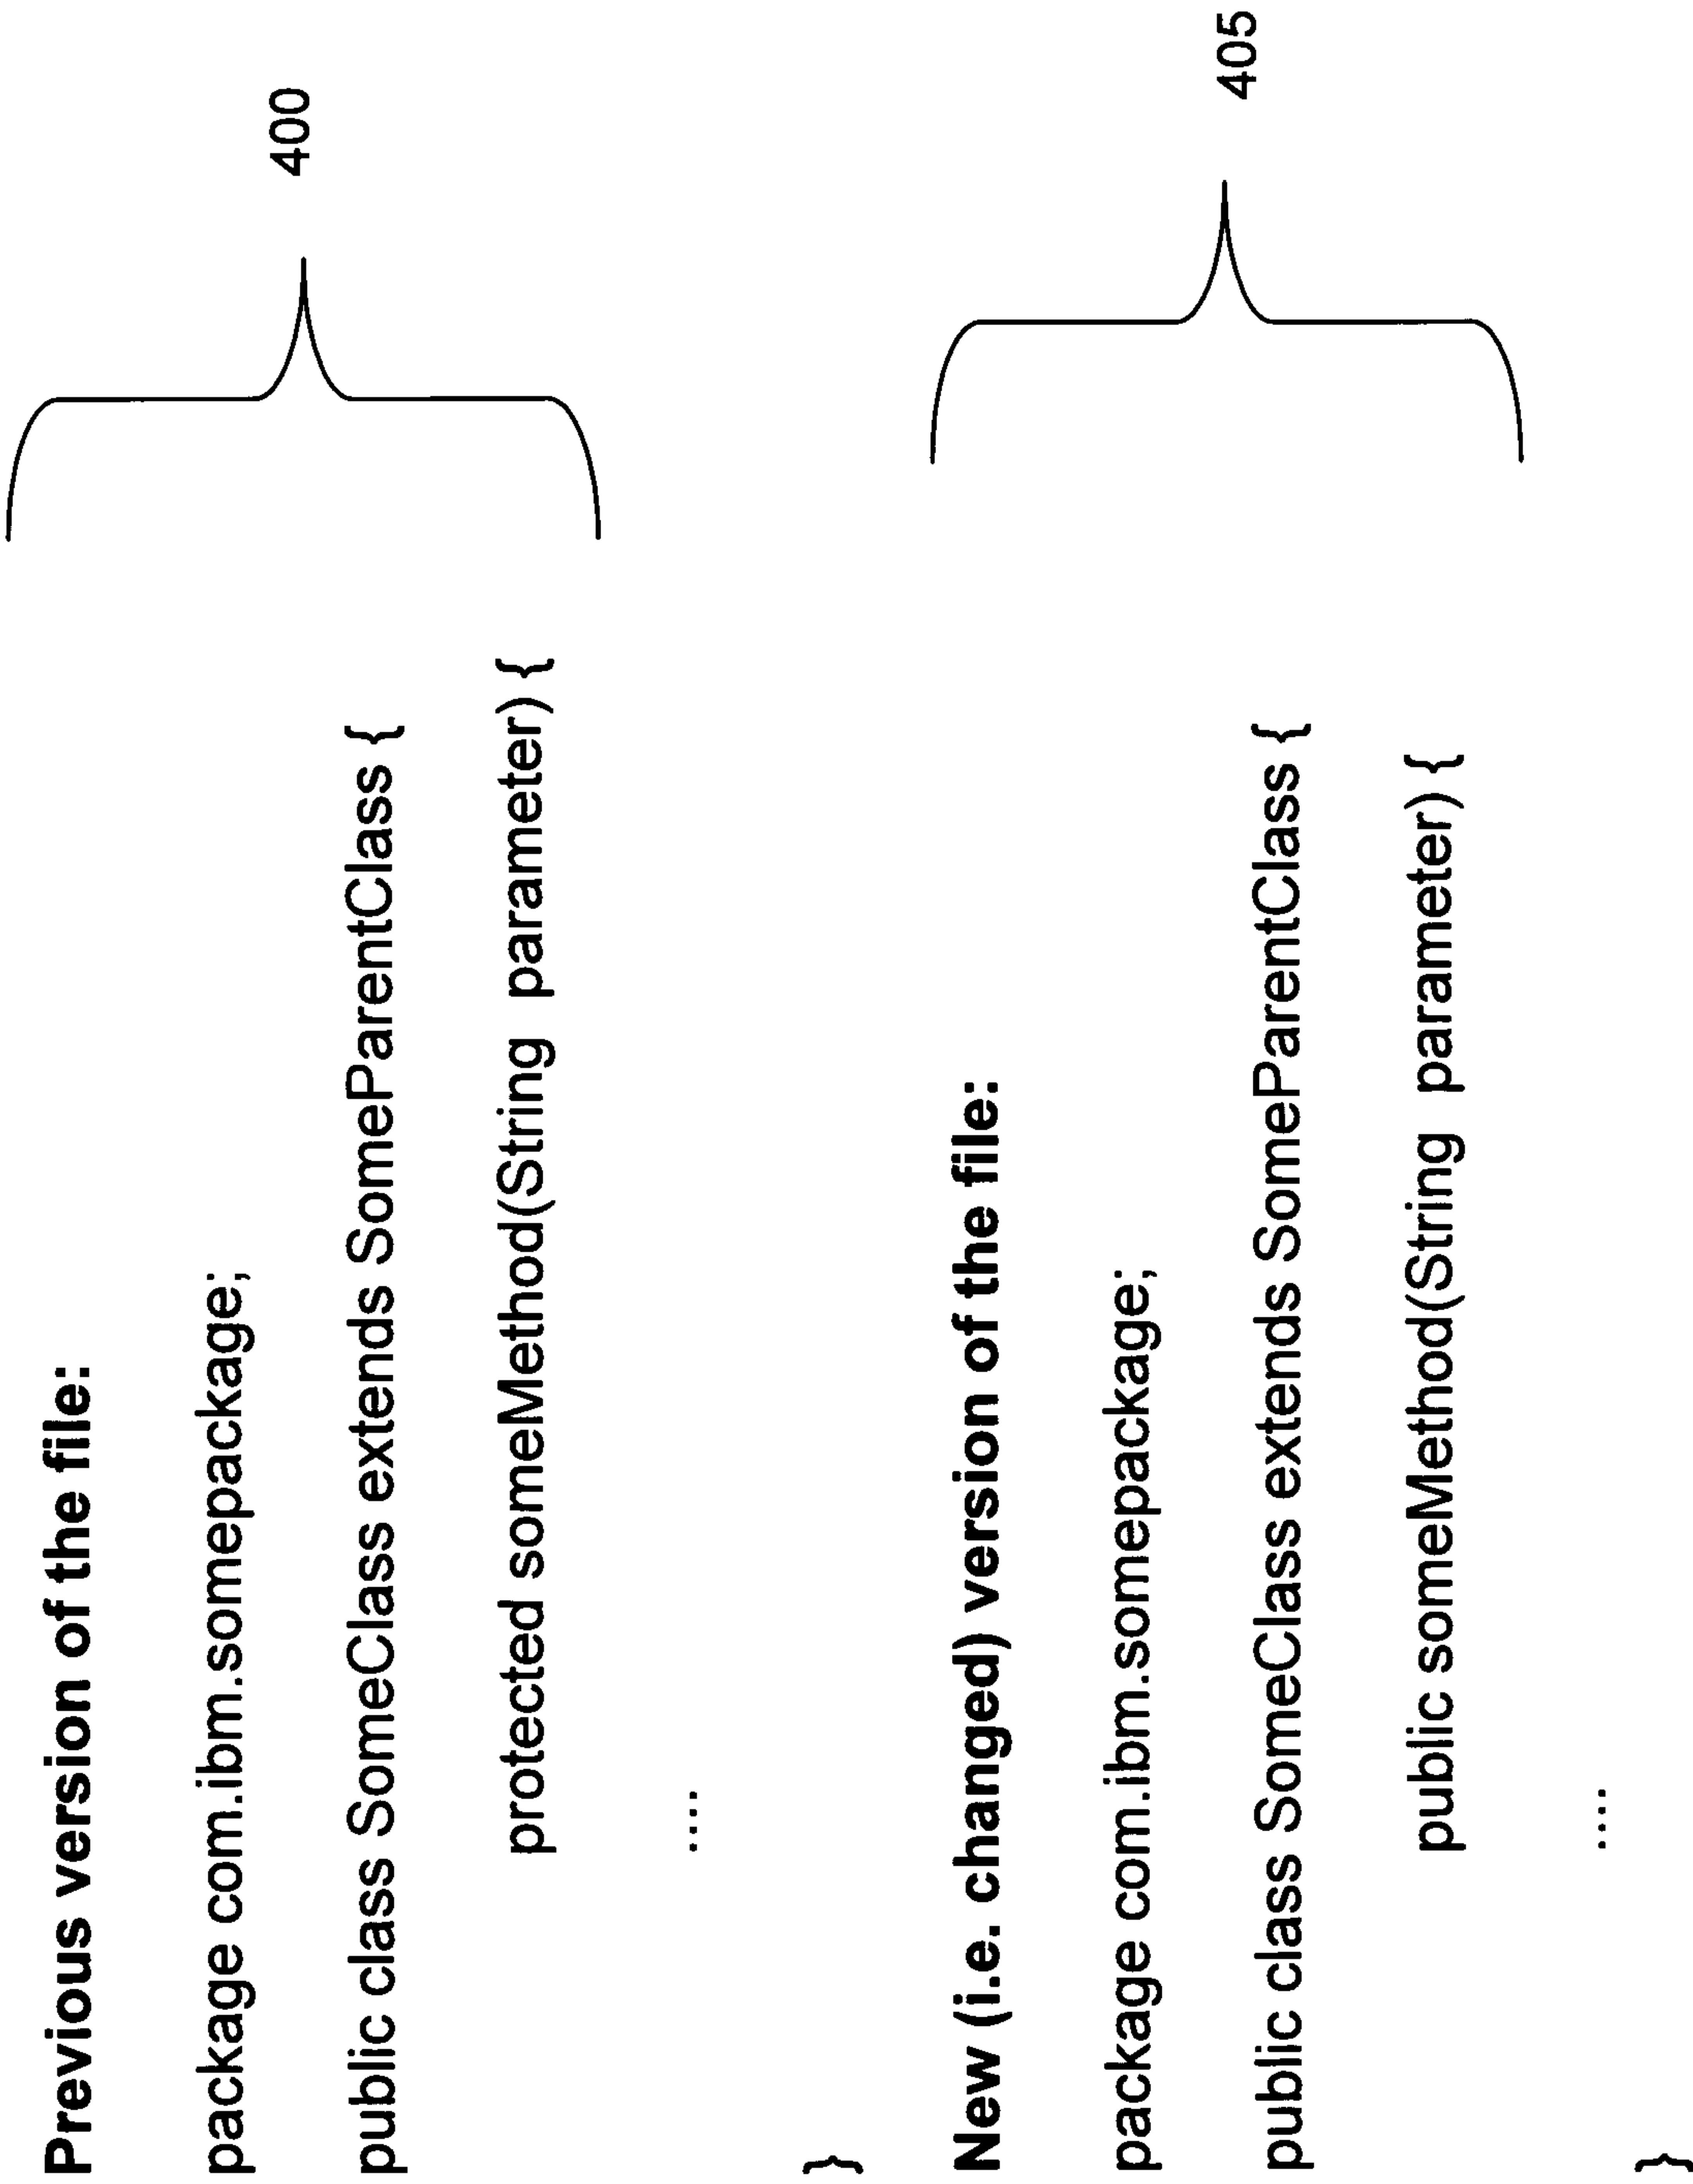 Previous version of the file:
400
package com.ibm.somepackage;
public class SomeClass extends SomeParentClass {
protected someMethod(String parameter) {
....
}
New (i.e. changed) version of the file:
405
package com.ibm.somepackage;
public class SomeClass extends SomeParentClass {
public someMethod(String parameter) {
....
}